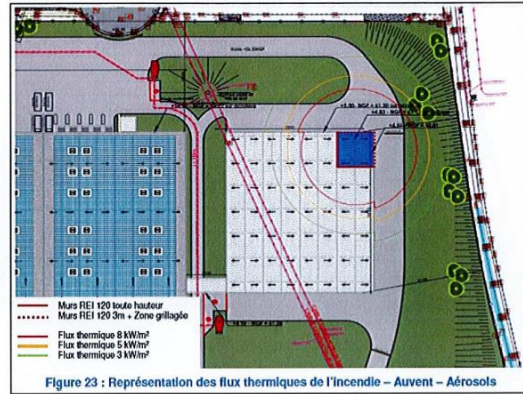 Murs REI 120 toute hauteur
Murs REI 120 3m + Zone grillagée
Flux thermique 8 kW/m²
Flux thermique 5 kW/m²
Flux thermique 3 kW/m²
Figure 23 : Représentation des flux thermiques de l'incendie – Auvent – Aérosols